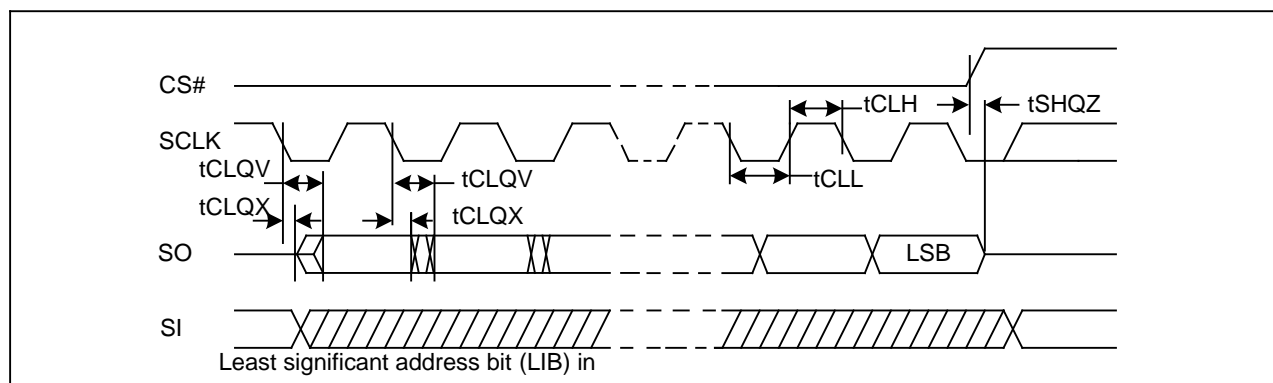 CS#
tCLH
tSHQZ
SCLK
tCLQV
tCLQV
tCLL
tCLQX
tCLQX
SO
LSB
SI
Least significant address bit (LIB) in